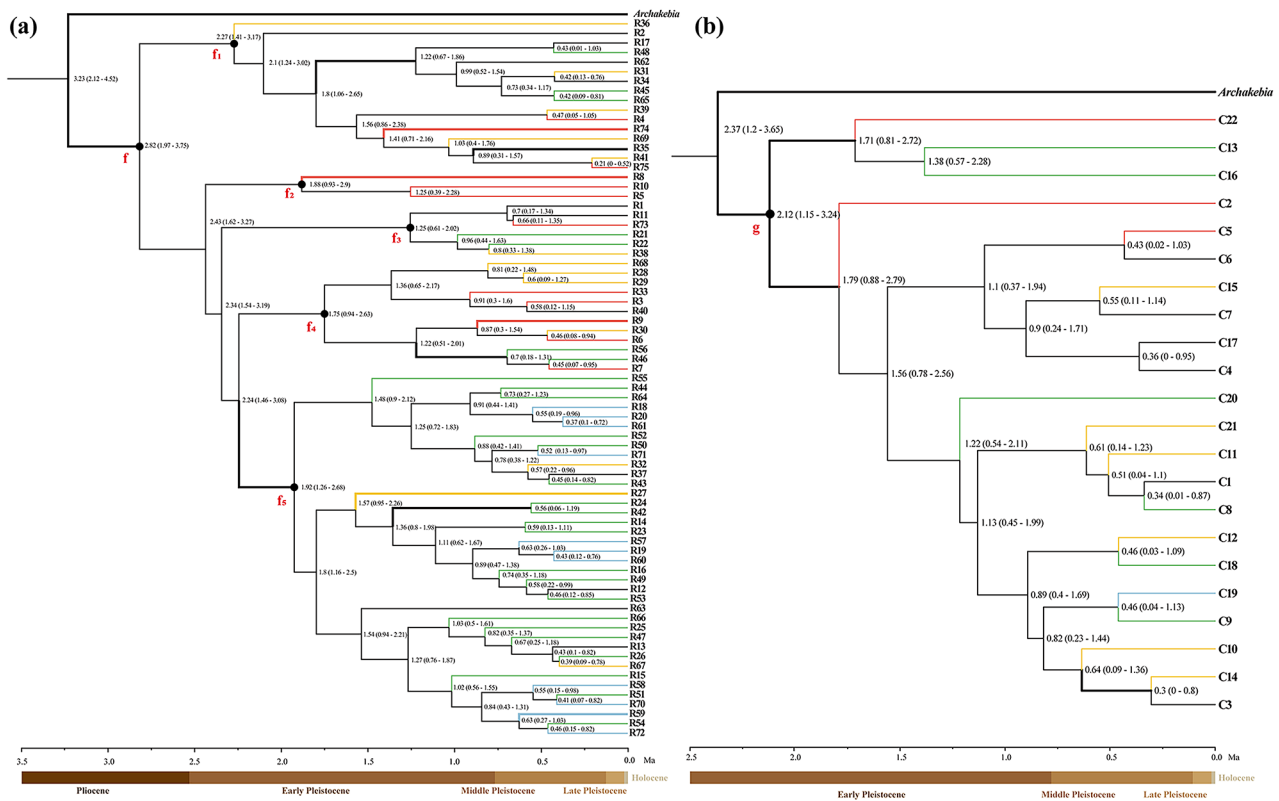 (a)
Archakebia
R36
2.27 (1.41 - 3.17)
R2
f1
R17
0.43 (0.01 - 1.03)
R48
2.1 (1.24 - 3.02)
1.22 (0.67 - 1.86)
R62
0.99 (0.52 - 1.54)
R31
0.42 (0.13 - 0.76)
R34
3.23 (2.12 - 4.52)
0.73 (0.34 - 1.17)
R45
1.8 (1.06 - 2.65)
0.42 (0.09 - 0.81)
R65
R39
0.47 (0.05 - 1.05)
R4
1.56 (0.86 - 2.38)
R74
1.41 (0.71 - 2.16)
R69
1.03 (0.4 - 1.76)
R35
2.82 (1.97 - 3.75)
0.89 (0.31 - 1.57)
R41
f
0.21 (0 - 0.52)
R75
R8
1.88 (0.93 - 2.9)
R10
f2
1.25 (0.39 - 2.28)
R5
R1
0.7 (0.17 - 1.34)
R11
2.43 (1.62 - 3.27)
0.66 (0.11 - 1.35)
R73
1.25 (0.61 - 2.02)
R21
f3
0.96 (0.44 - 1.63)
R22
0.8 (0.33 - 1.38)
R38
R68
0.81 (0.22 - 1.48)
R28
1.36 (0.65 - 2.17)
0.6 (0.09 - 1.27)
R29
R33
0.91 (0.3 - 1.6)
R3
2.34 (1.54 - 3.19)
0.58 (0.12 - 1.15)
R40
1.75 (0.94 - 2.63)
R9
f4
0.87 (0.3 - 1.54)
R30
0.46 (0.08 - 0.94)
R6
1.22 (0.51 - 2.01)
R56
0.7 (0.18 - 1.31)
R46
0.45 (0.07 - 0.95)
R7
R55
2.24 (1.46 - 3.08)
1.48 (0.9 - 2.12)
R44
0.73 (0.27 - 1.23)
R64
0.91 (0.44 - 1.41)
R18
0.55 (0.19 - 0.96)
R20
1.25 (0.72 - 1.83)
0.37 (0.1 - 0.72)
R61
R52
0.88 (0.42 - 1.41)
R50
0.52 (0.13 - 0.97)
R71
0.78 (0.38 - 1.22)
R32
0.57 (0.22 - 0.96)
R37
0.45 (0.14 - 0.82)
R43
1.92 (1.26 - 2.68)
R27
f5
1.57 (0.95 - 2.26)
R24
0.56 (0.06 - 1.19)
R42
1.36 (0.8 - 1.98)
R14
0.59 (0.13 - 1.11)
R23
1.11 (0.62 - 1.67)
R57
0.63 (0.26 - 1.03)
R19
0.43 (0.12 - 0.76)
R60
0.89 (0.47 - 1.38)
1.8 (1.16 - 2.5)
R16
0.74 (0.35 - 1.18)
R49
0.58 (0.22 - 0.99)
R12
0.46 (0.12 - 0.85)
R53
R63
R66
1.03 (0.5 - 1.61)
R25
1.54 (0.94 - 2.21)
0.82 (0.35 - 1.37)
R47
0.67 (0.25 - 1.18)
R13
0.43 (0.1 - 0.82)
R26
1.27 (0.76 - 1.87)
0.39 (0.09 - 0.78)
R67
R15
1.02 (0.56 - 1.55)
R58
0.55 (0.15 - 0.98)
R51
0.41 (0.07 - 0.82)
R70
0.84 (0.43 - 1.31)
R59
0.63 (0.27 - 1.03)
R54
0.46 (0.15 - 0.82)
R72
3.5 3.0 2.5 2.0 1.5 1.0 0.5 0.0 Ma
Holocene
Pliocene Early Pleistocene Middle Pleistocene Late Pleistocene
(b)
Archakebia
C22
2.37 (1.2 - 3.65)
1.71 (0.81 - 2.72)
C13
1.38 (0.57 - 2.28)
C16
C2
2.12 (1.15 - 3.24)
g
C5
0.43 (0.02 - 1.03)
C6
1.79 (0.88 - 2.79)
1.1 (0.37 - 1.94)
C15
0.55 (0.11 - 1.14)
C7
0.9 (0.24 - 1.71)
C17
0.36 (0 - 0.95)
C4
1.56 (0.78 - 2.56)
C20
C21
1.22 (0.54 - 2.11)
0.61 (0.14 - 1.23)
C11
0.51 (0.04 - 1.1)
C1
0.34 (0.01 - 0.87)
C8
1.13 (0.45 - 1.99)
C12
0.46 (0.03 - 1.09)
C18
0.89 (0.4 - 1.69)
C19
0.46 (0.04 - 1.13)
C9
0.82 (0.23 - 1.44)
C10
0.64 (0.09 - 1.36)
C14
0.3 (0 - 0.8)
C3
2.5 2.0 1.5 1.0 0.5 0.0 Ma
Holocene
Early Pleistocene Middle Pleistocene Late Pleistocene